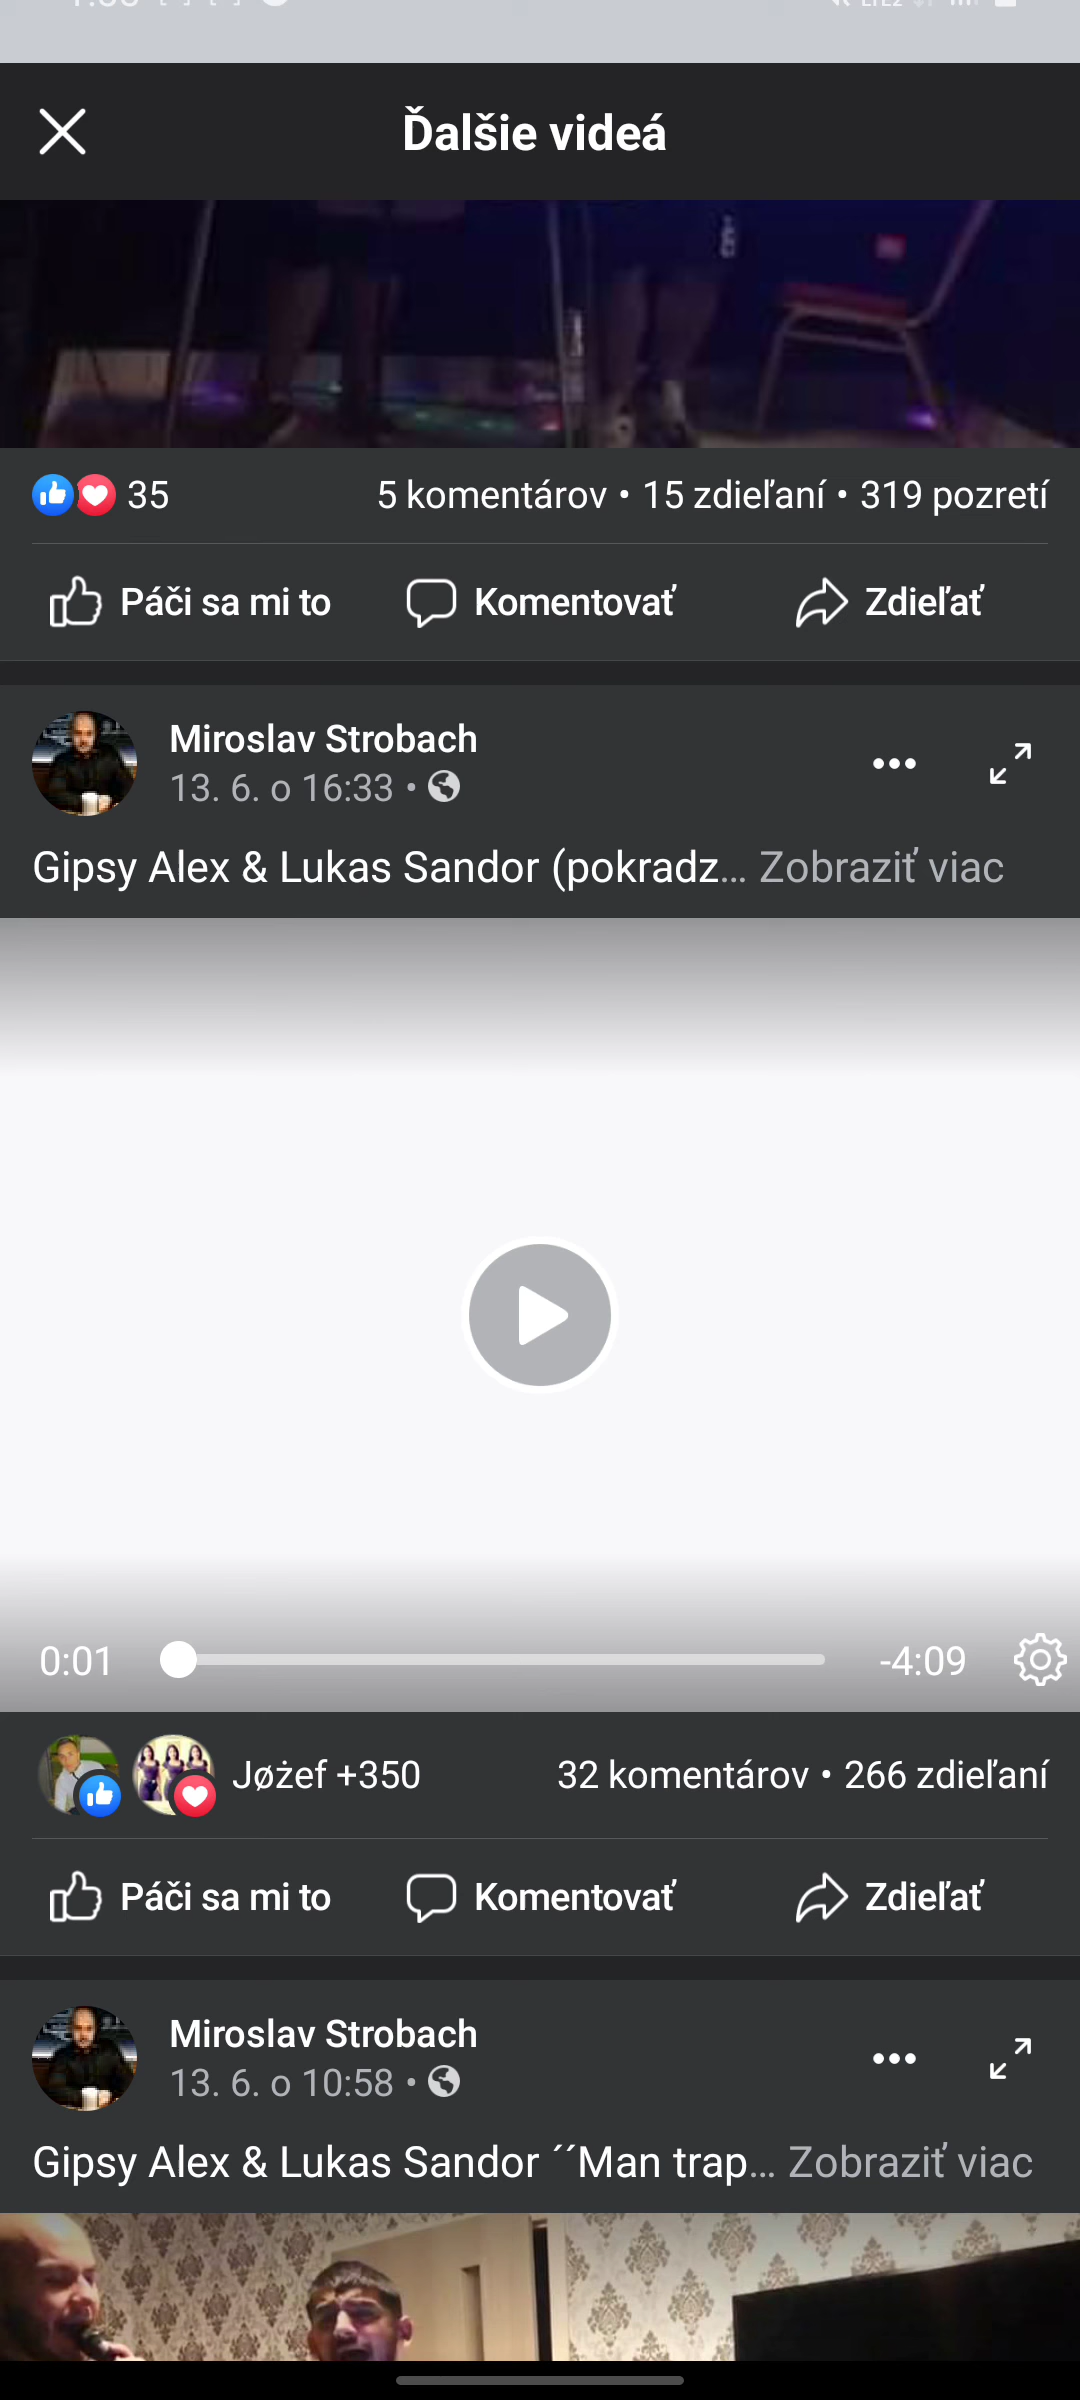 Ďalšie videá
35
5 komentárov • 15 zdieľaní • 319 pozretí
Páči sa mi to
Komentovať
Zdieľať
Miroslav Strobach
13. 6. o 16:33 •
Gipsy Alex & Lukas Sandor (pokradz... Zobraziť viac
0:01
-4:09
Jøżef +350
32 komentárov • 266 zdieľaní
Páči sa mi to
Komentovať
Zdieľať
Miroslav Strobach
13. 6. o 10:58 •
Gipsy Alex & Lukas Sandor ´´Man trap... Zobraziť viac